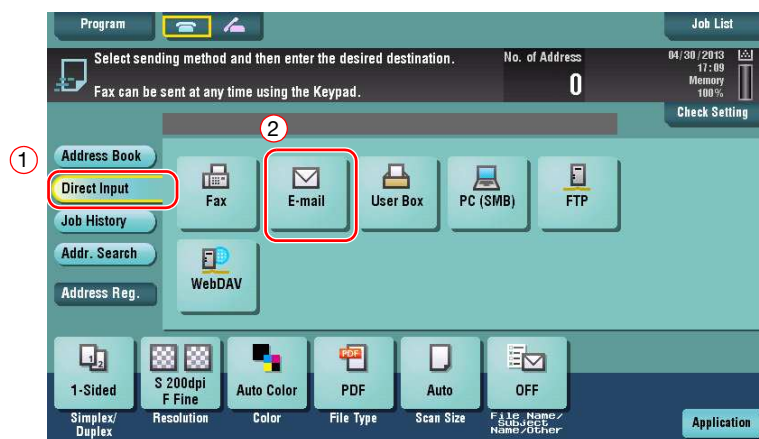 Program
Job List
Select sending method and then enter the desired destination.
Fax can be sent at any time using the Keypad.
No. of Address
0
04/30/2013
17:09
Memory
100%
Check Setting
2
1
Address Book
Direct Input
Job History
Addr. Search
Address Reg.
Fax
E-mail
User Box
PC (SMB)
FTP
WebDAV
1-Sided
S 200dpi
F Fine
Auto Color
PDF
PDF
Auto
OFF
Simplex/
Duplex
Resolution
Color
File Type
Scan Size
File Name/
Subject
Name/Other
Application